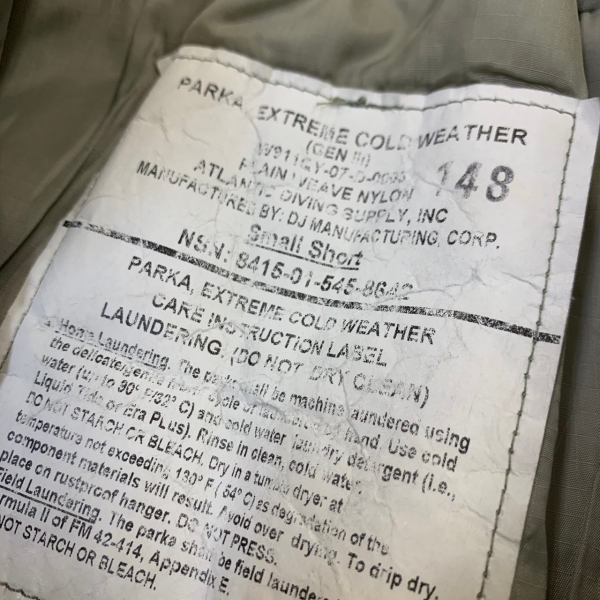 PARKA, EXTREME COLD WEATHER
(GEN III)
148
PLAIN WEAVE NYLON
ATLANTIC DIVING SUPPLY, INC
MANUFACTURED BY: DJ MANUFACTURING, CORP.
Small Short
NSN: 8415-01-545-8642
PARKA, EXTREME COLD WEATHER
CARE INSTRUCTION LABEL
LAUNDERING, (DO NOT DRY CLEAN)
Home Laundering. The parka shall be machine laundered using
the delicate/gentle cycle or laundered by hand. Use cold
water (up to 90° F/32° C) and cold water laundry detergent (i.e.,
Liquid Tide or Era Plus). Rinse in clean, cold water.
DO NOT STARCH OR BLEACH. Dry in a tumble dryer at
temperature not exceeding 130° F ( 54° C) as degradation of the
component materials will result. Avoid over drying. To drip dry,
place on rustproof hanger. DO NOT PRESS.
Field Laundering. The parka shall be field laundered
Formula II of FM 42-414, Appendix E.
NOT STARCH OR BLEACH.